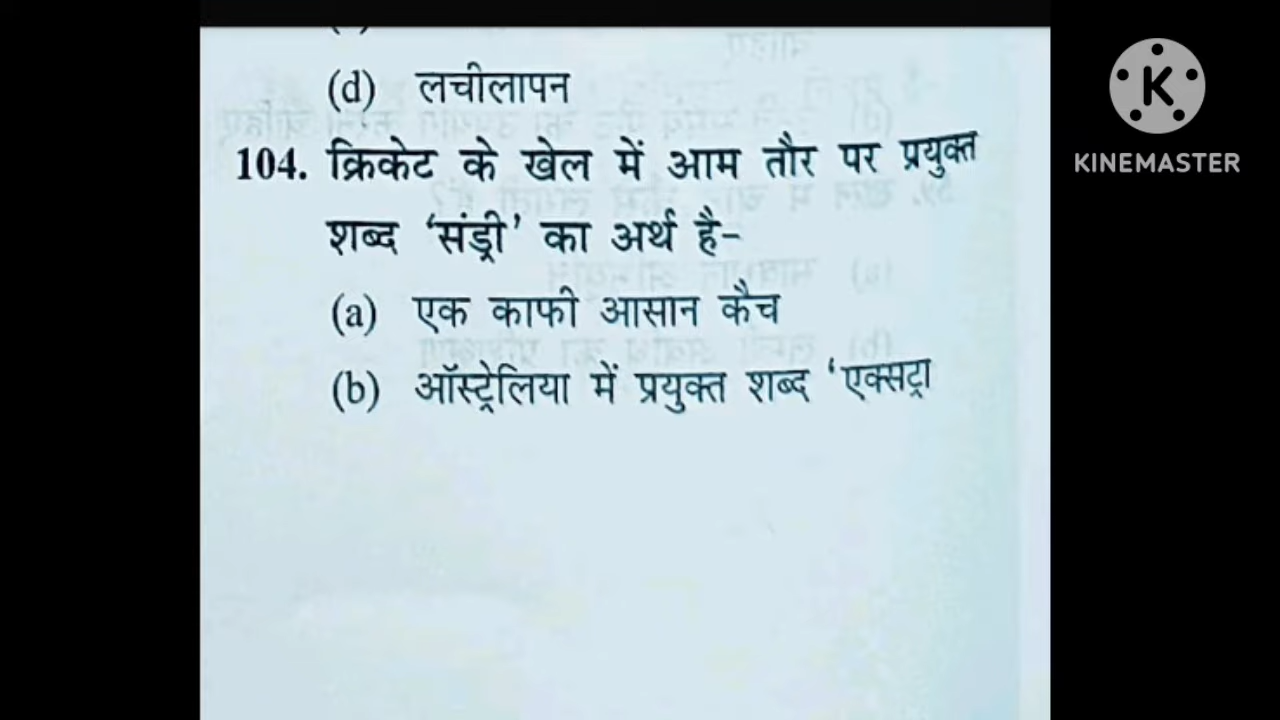 (d) लचीलापन
104. क्रिकेट के खेल में आम तौर पर प्रयुक्त
शब्द ‘संड्री’ का अर्थ है-
(a) एक काफी आसान कैच
(b) ऑस्ट्रेलिया में प्रयुक्त शब्द ‘एक्सट्रा
K
KINEMASTER